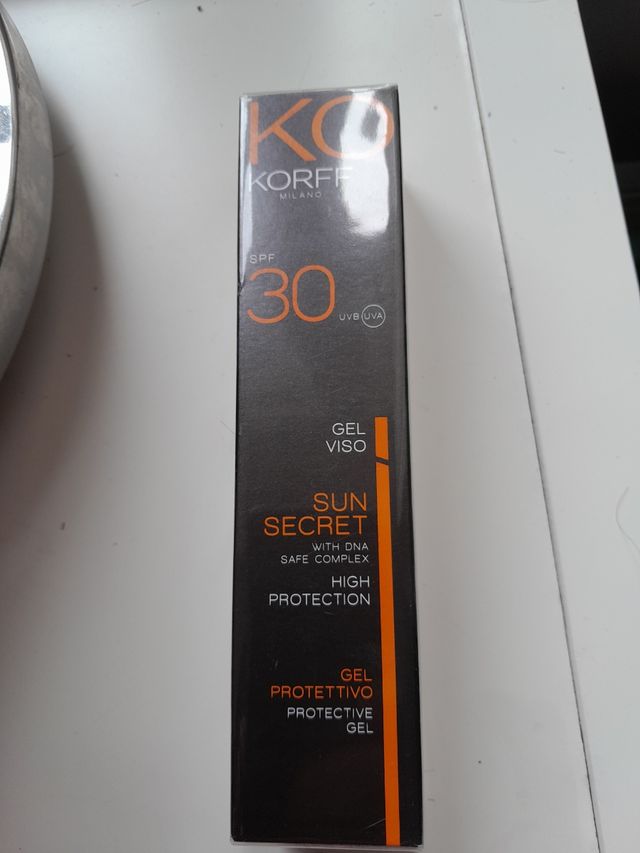 KO
KORFF
MILANO
SPF
30
UVB UVA
GEL
VISO
SUN
SECRET
WITH DNA
SAFE COMPLEX
HIGH
PROTECTION
GEL
PROTETTIVO
PROTECTIVE
GEL